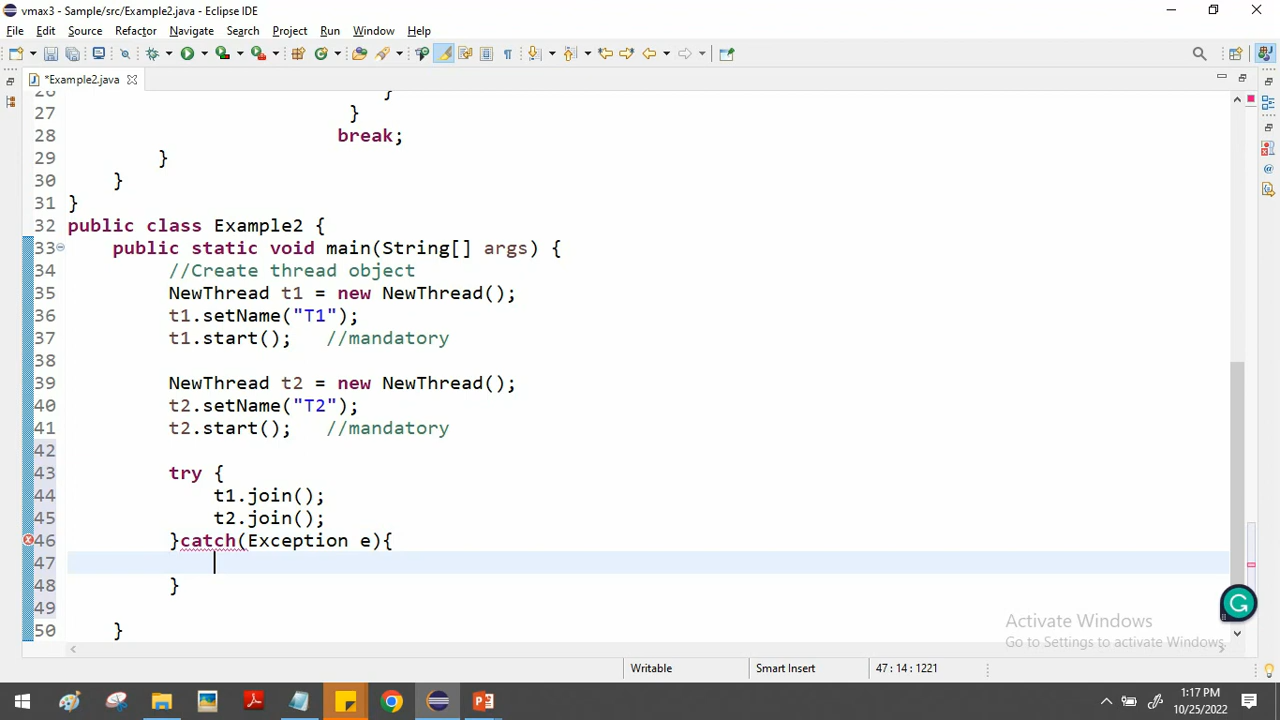 vmax3 - Sample/src/Example2.java - Eclipse IDE
File Edit Source Refactor Navigate Search Project Run Window Help
*Example2.java
26 }
27 }
28 break;
29 }
30 }
31 }
32 public class Example2 {
33 public static void main(String[] args) {
34 //Create thread object
35 NewThread t1 = new NewThread();
36 t1.setName("T1");
37 t1.start(); //mandatory
38
39 NewThread t2 = new NewThread();
40 t2.setName("T2");
41 t2.start(); //mandatory
42
43 try {
44 t1.join();
45 t2.join();
46 }catch(Exception e){
47
48 }
49
50 }
Activate Windows
Go to Settings to activate Windows.
Writable Smart Insert 47 : 14 : 1221
1:17 PM
10/25/2022